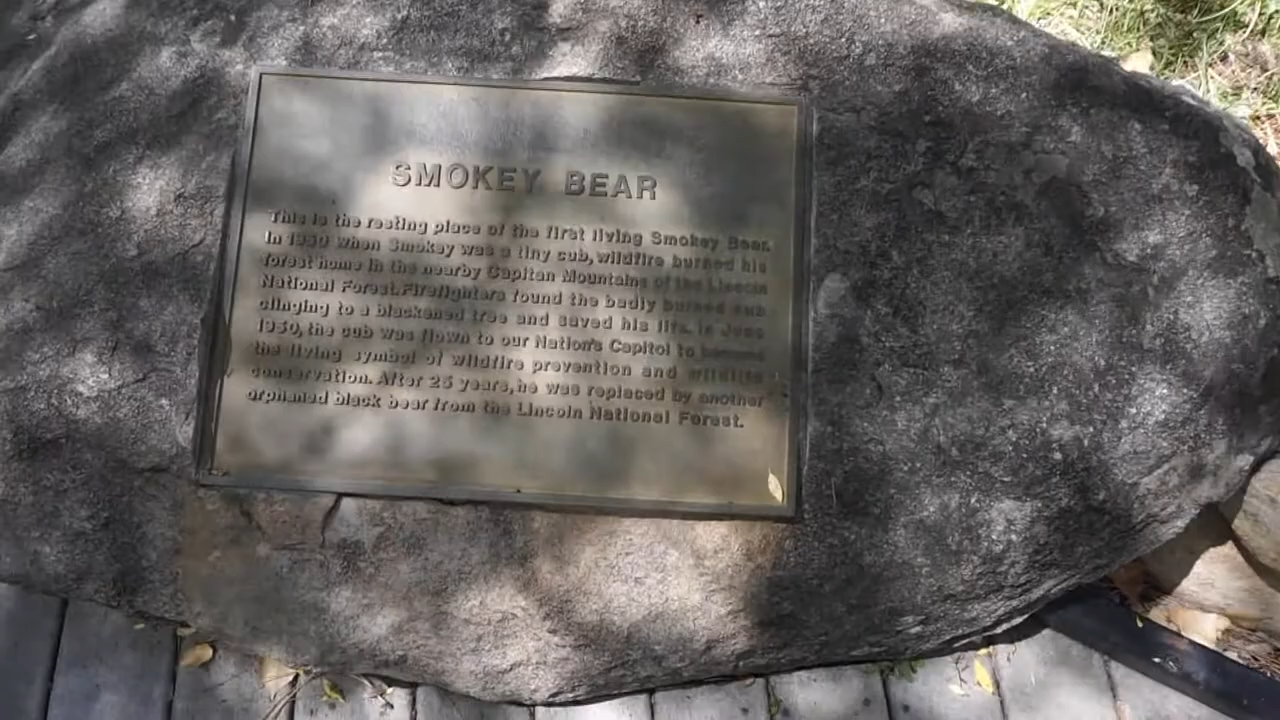 SMOKEY BEAR
This is the resting place of the first living Smokey Bear.
In 1950 when Smokey was a tiny cub, wildfire burned his
forest home in the nearby Capitan Mountains of the Lincoln
National Forest. Firefighters found the badly burned cub
clinging to a blackened tree and saved his life. In June
1950, the cub was flown to our Nation's Capitol to become
the living symbol of wildfire prevention and wildlife
conservation. After 25 years, he was replaced by another
orphaned black bear from the Lincoln National Forest.